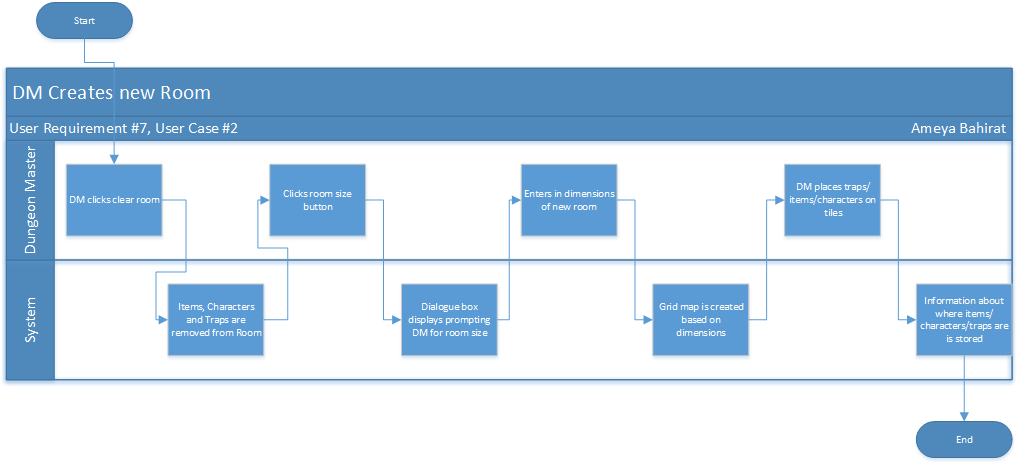 Start
DM Creates new Room
User Requirement #7, User Case #2
Ameya Bahirat
Dungeon Master
DM clicks clear room
Clicks room size
button
Enters in dimensions
of new room
DM places traps/
items/characters on
tiles
System
Items, Characters
and Traps are
removed from Room
Dialogue box
displays prompting
DM for room size
Grid map is created
based on
dimensions
Information about
where items/
characters/traps are
is stored
End